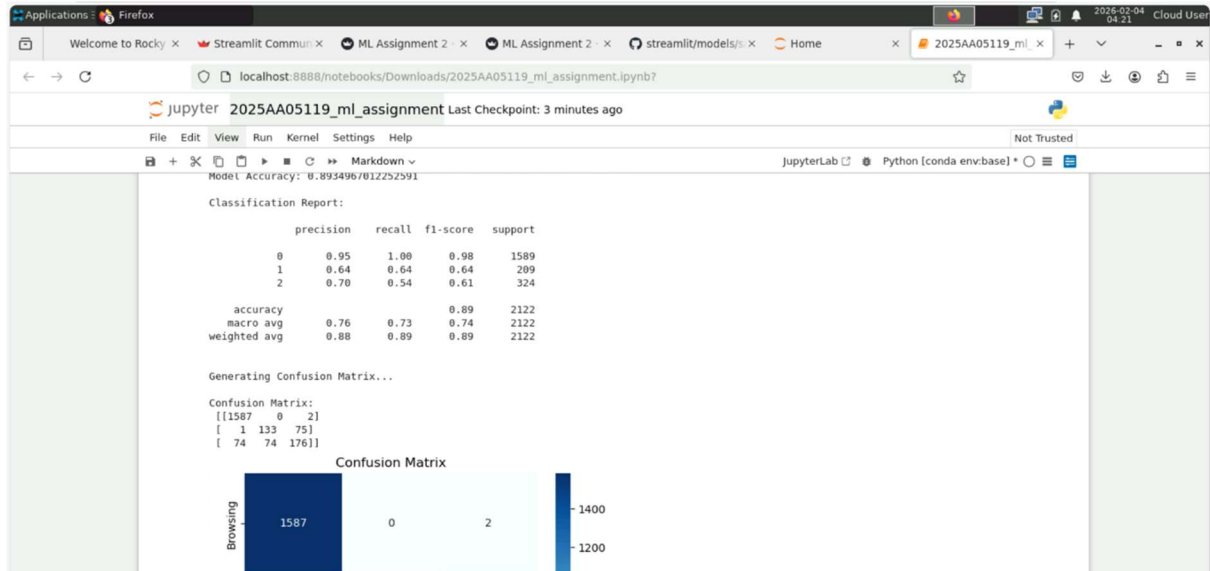 Applications Firefox 2026-02-04 04:21 Cloud User
Welcome to Rocky × Streamlit Commun × ML Assignment 2 × ML Assignment 2 × streamlit/models/s × Home × 2025AA05119_ml_ ×
localhost:8888/notebooks/Downloads/2025AA05119_ml_assignment.ipynb?
jupyter 2025AA05119_ml_assignment Last Checkpoint: 3 minutes ago
File Edit View Run Kernel Settings Help Not Trusted
Markdown JupyterLab Python [conda env:base] *
Model Accuracy: 0.8934967012252591
Classification Report:
precision recall f1-score support
0 0.95 1.00 0.98 1589
1 0.64 0.64 0.64 209
2 0.70 0.54 0.61 324
accuracy 0.89 2122
macro avg 0.76 0.73 0.74 2122
weighted avg 0.88 0.89 0.89 2122
Generating Confusion Matrix...
Confusion Matrix:
[[1587 0 2]
[ 1 133 75]
[ 74 74 176]]
Confusion Matrix
Browsing 1587 0 2
1400
1200